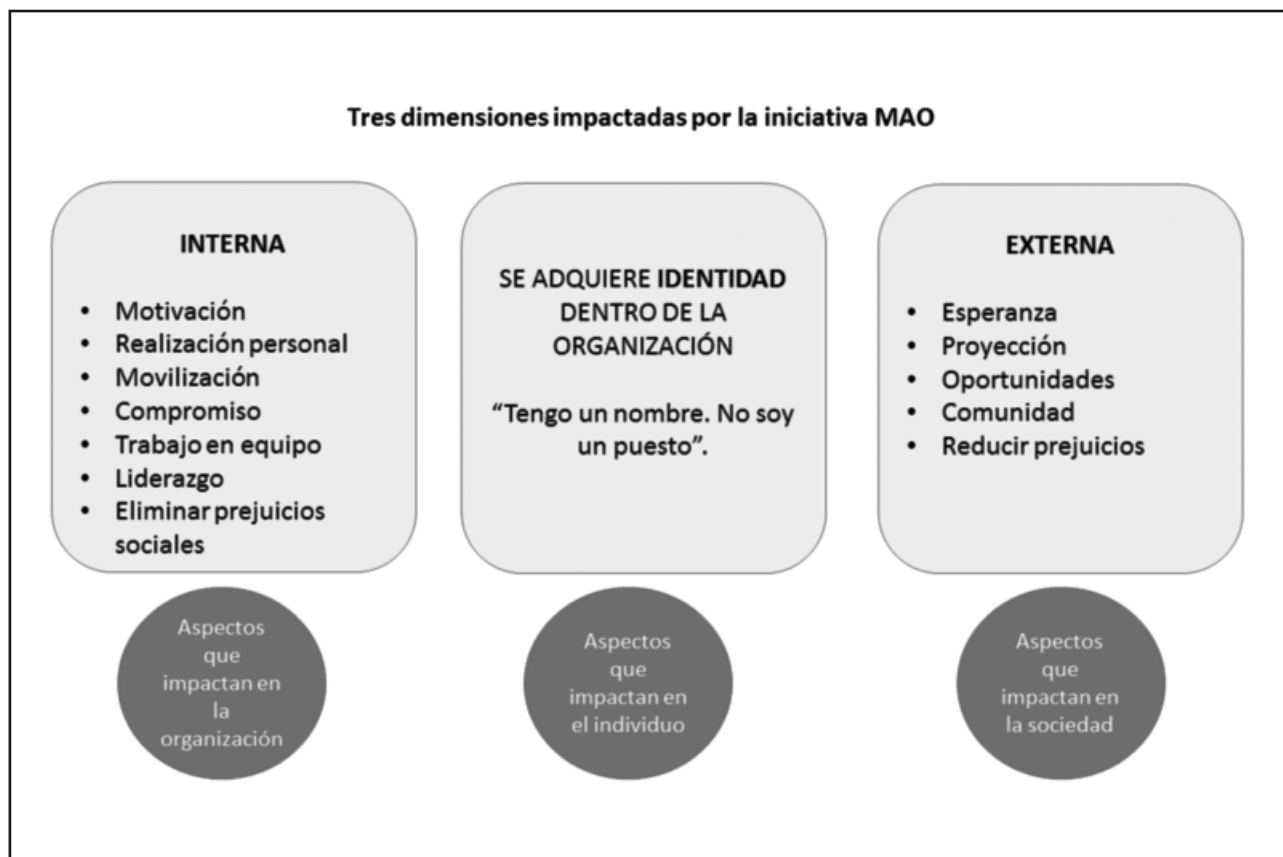 Tres dimensiones impactadas por la iniciativa MAO
INTERNA
• Motivación
• Realización personal
• Movilización
• Compromiso
• Trabajo en equipo
• Liderazgo
• Eliminar prejuicios
sociales
Aspectos
que
impactan en
la
organización
SE ADQUIERE IDENTIDAD
DENTRO DE LA
ORGANIZACIÓN
“Tengo un nombre. No soy
un puesto”.
Aspectos
que
impactan en
el individuo
EXTERNA
• Esperanza
• Proyección
• Oportunidades
• Comunidad
• Reducir prejuicios
Aspectos
que
impactan en
la sociedad